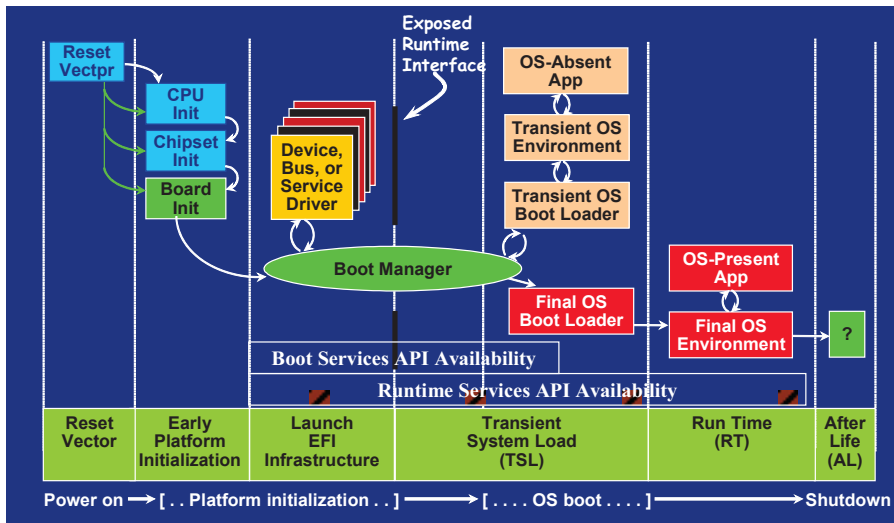 Exposed
Runtime
Interface
Reset
Vectpr
CPU
Init
Chipset
Init
Board
Init
Device,
Bus, or
Service
Driver
OS-Absent
App
Transient OS
Environment
Transient OS
Boot Loader
Boot Manager
OS-Present
App
Final OS
Boot Loader
Final OS
Environment
?
Boot Services API Availability
Runtime Services API Availability
Reset
Vector
Early
Platform
Initialization
Launch
EFI
Infrastructure
Transient
System Load
(TSL)
Run Time
(RT)
After
Life
(AL)
Power on [ . . Platform initialization . . ] [ . . . . OS boot . . . . ] Shutdown